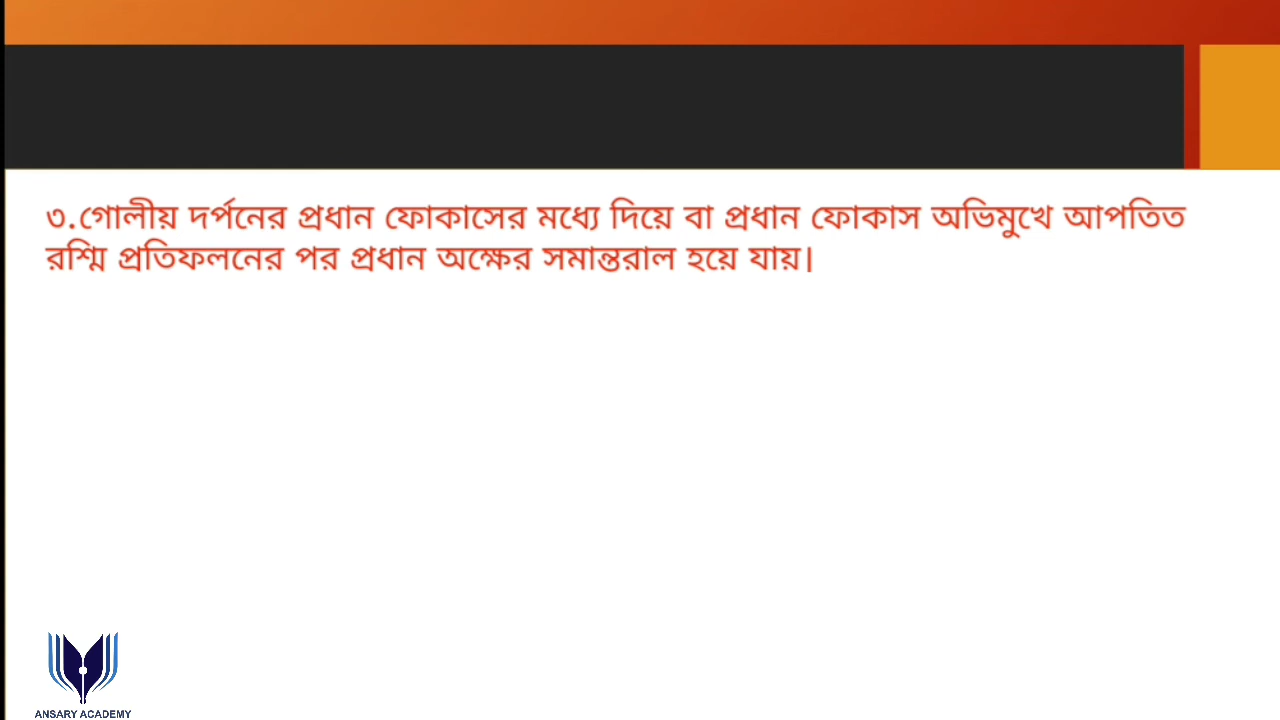 ৩.গোলীয় দর্পনের প্রধান ফোকাসের মধ্যে দিয়ে বা প্রধান ফোকাস অভিমুখে আপতিত
রশ্মি প্রতিফলনের পর প্রধান অক্ষের সমান্তরাল হয়ে যায়।
ANSARY ACADEMY